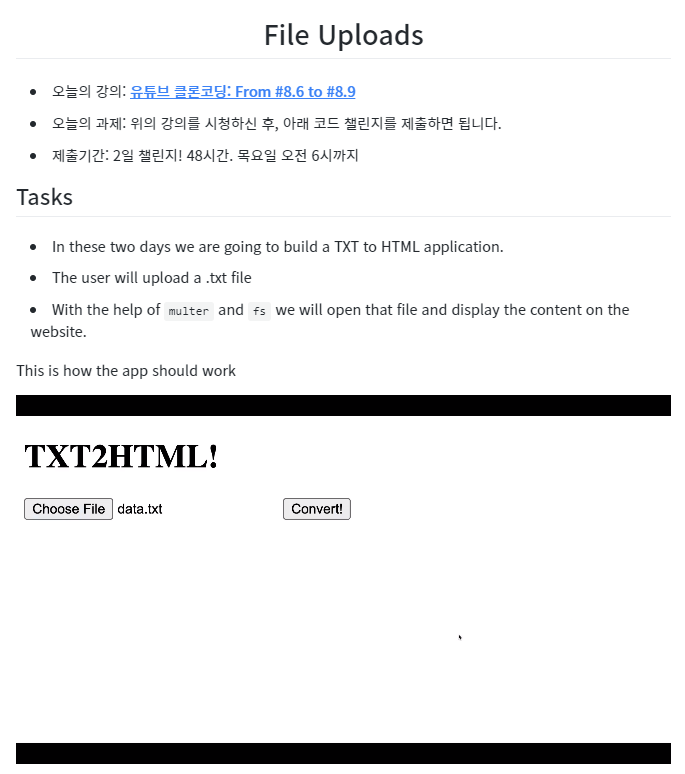 File Uploads
오늘의 강의: 유튜브 클론코딩: From #8.6 to #8.9
오늘의 과제: 위의 강의를 시청하신 후, 아래 코드 챌린지를 제출하면 됩니다.
제출기간: 2일 챌린지! 48시간. 목요일 오전 6시까지
Tasks
In these two days we are going to build a TXT to HTML application.
The user will upload a .txt file
With the help of multer and fs we will open that file and display the content on the
website.
This is how the app should work
TXT2HTML!
Choose File data.txt Convert!